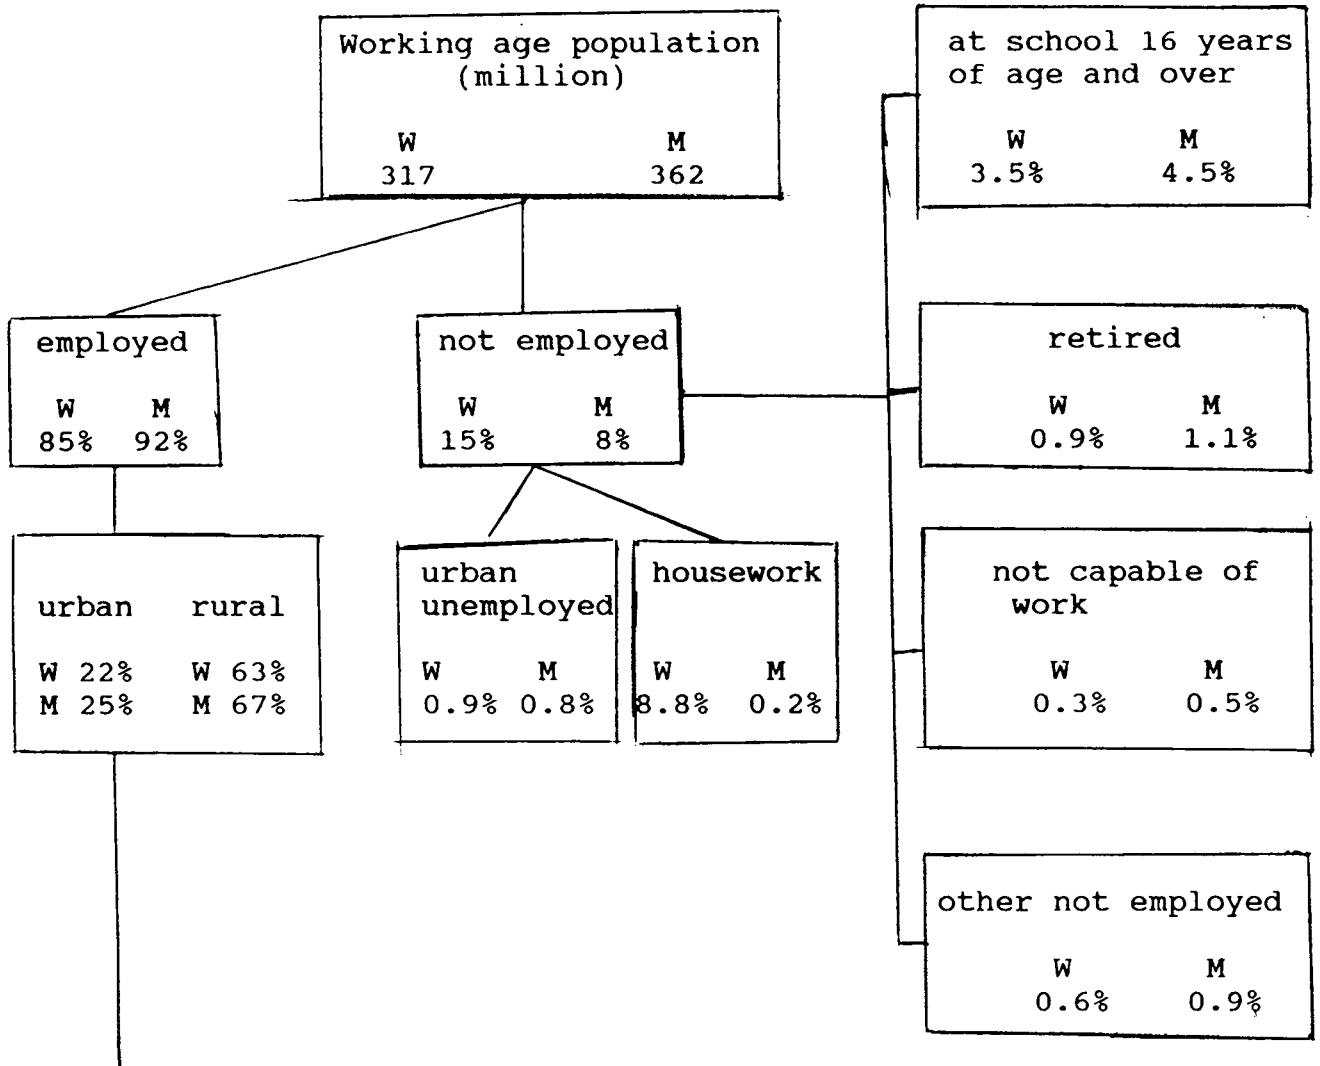 Working age population
(million)
W M
317 362
at school 16 years
of age and over
W M
3.5% 4.5%
employed
W M
85% 92%
not employed
W M
15% 8%
retired
W M
0.9% 1.1%
urban rural
W 22% W 63%
M 25% M 67%
urban
unemployed
W M
0.9% 0.8%
housework
W M
8.8% 0.2%
not capable of
work
W M
0.3% 0.5%
other not employed
W M
0.6% 0.9%